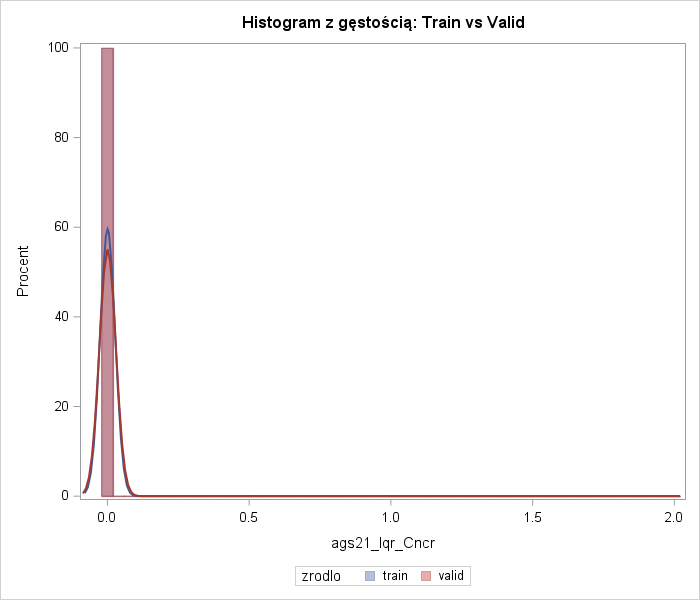 Histogram z gęstością: Train vs Valid
100
80
60
40
20
0
Procent
0.0 0.5 1.0 1.5 2.0
ags21_Iqr_Cncr
zrodlo train valid